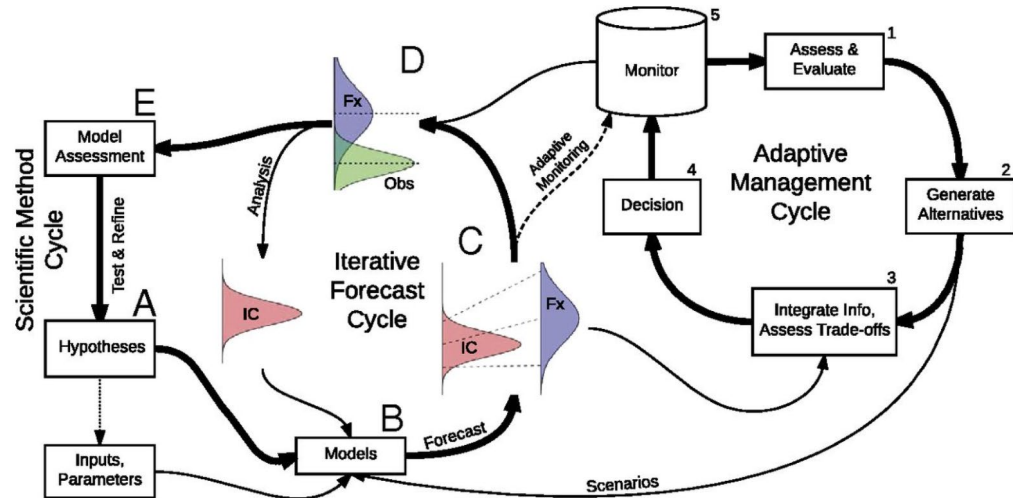 Scientific Method
Cycle
E
Model
Assessment
Test & Refine
A
Hypotheses
Inputs,
Parameters
D
Fx
Obs
Analysis
IC
Iterative
Forecast
Cycle
B
Models
Forecast
C
IC
Fx
Adaptive
Monitoring
5
Monitor
1
Assess &
Evaluate
2
Generate
Alternatives
3
Integrate Info,
Assess Trade-offs
4
Decision
Adaptive
Management
Cycle
Scenarios